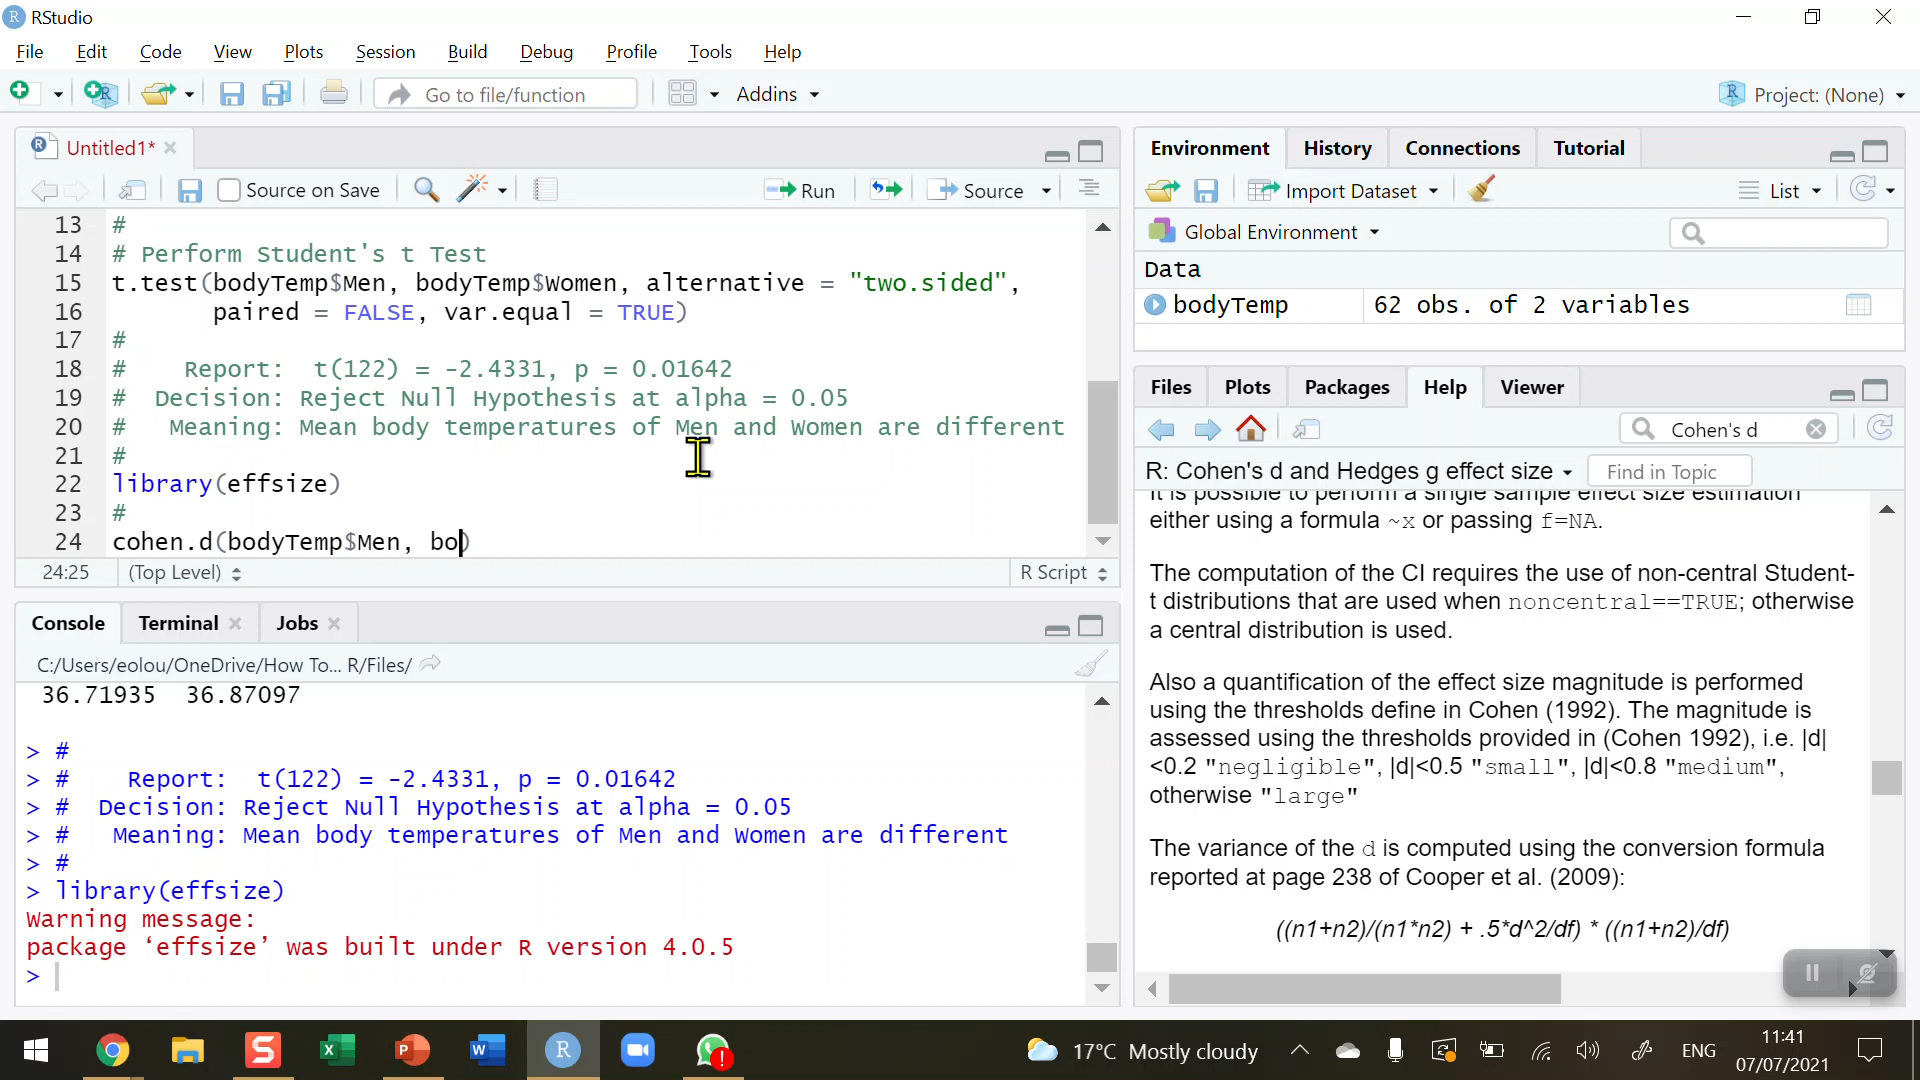 RStudio
File Edit Code View Plots Session Build Debug Profile Tools Help
Go to file/function Addins Project: (None)
Untitled1*
Source on Save Run Source
13 #
14 # Perform Student's t Test
15 t.test(bodyTemp$Men, bodyTemp$Women, alternative = "two.sided",
16 paired = FALSE, var.equal = TRUE)
17 #
18 # Report: t(122) = -2.4331, p = 0.01642
19 # Decision: Reject Null Hypothesis at alpha = 0.05
20 # Meaning: Mean body temperatures of Men and Women are different
21 #
22 library(effsize)
23 #
24 cohen.d(bodyTemp$Men, bo)
24:25 (Top Level) R Script
Console Terminal Jobs
C:/Users/eolou/OneDrive/How To... R/Files/
36.71935 36.87097
> #
> # Report: t(122) = -2.4331, p = 0.01642
> # Decision: Reject Null Hypothesis at alpha = 0.05
> # Meaning: Mean body temperatures of Men and Women are different
> #
> library(effsize)
Warning message:
package ‘effsize’ was built under R version 4.0.5
>
Environment History Connections Tutorial
Import Dataset List
Global Environment
Data
bodyTemp 62 obs. of 2 variables
Files Plots Packages Help Viewer
Cohen's d
R: Cohen's d and Hedges g effect size Find in Topic
It is possible to perform a single sample effect size estimation
either using a formula ~x or passing f=NA.
The computation of the CI requires the use of non-central Student-
t distributions that are used when noncentral==TRUE; otherwise
a central distribution is used.
Also a quantification of the effect size magnitude is performed
using the thresholds define in Cohen (1992). The magnitude is
assessed using the thresholds provided in (Cohen 1992), i.e. |d|
<0.2 "negligible", |d|<0.5 "small", |d|<0.8 "medium",
otherwise "large"
The variance of the d is computed using the conversion formula
reported at page 238 of Cooper et al. (2009):
((n1+n2)/(n1*n2) + .5*d^2/df) * ((n1+n2)/df)
17°C Mostly cloudy ENG 11:41
07/07/2021